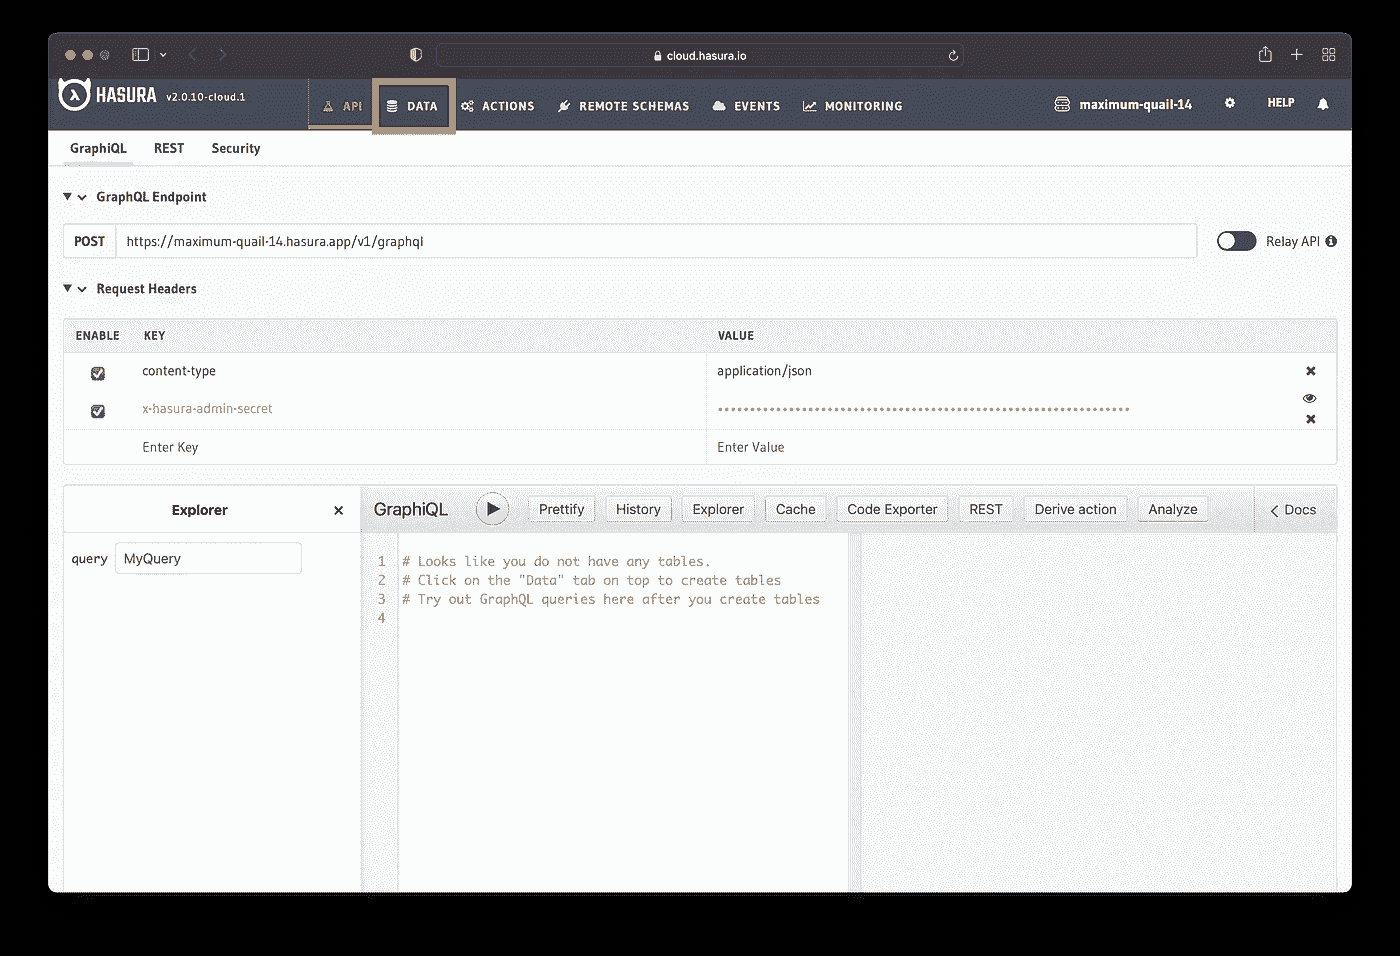 cloud.hasura.io
HASURA v2.0.10-cloud.1 API DATA ACTIONS REMOTE SCHEMAS EVENTS MONITORING maximum-quail-14 HELP
GraphiQL REST Security
GraphQL Endpoint
POST https://maximum-quail-14.hasura.app/v1/graphql Relay API
Request Headers
ENABLE KEY VALUE
content-type application/json
x-hasura-admin-secret ••••••••••••••••••••••••••••••••••••••••••••••••••••••••••••••••
Enter Key Enter Value
Explorer GraphiQL Prettify History Explorer Cache Code Exporter REST Derive action Analyze Docs
query MyQuery
1 # Looks like you do not have any tables.
2 # Click on the "Data" tab on top to create tables
3 # Try out GraphQL queries here after you create tables
4